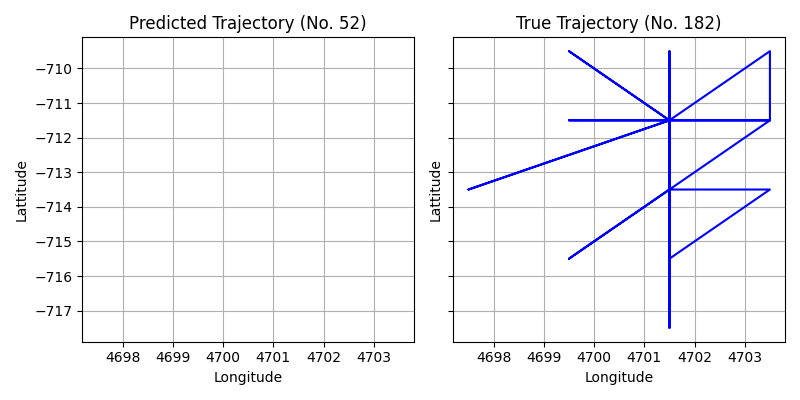 Predicted Trajectory (No. 52)
True Trajectory (No. 182)
−710
−711
−712
−713
−714
−715
−716
−717
Lattitude
Lattitude
4698 4699 4700 4701 4702 4703
4698 4699 4700 4701 4702 4703
Longitude
Longitude